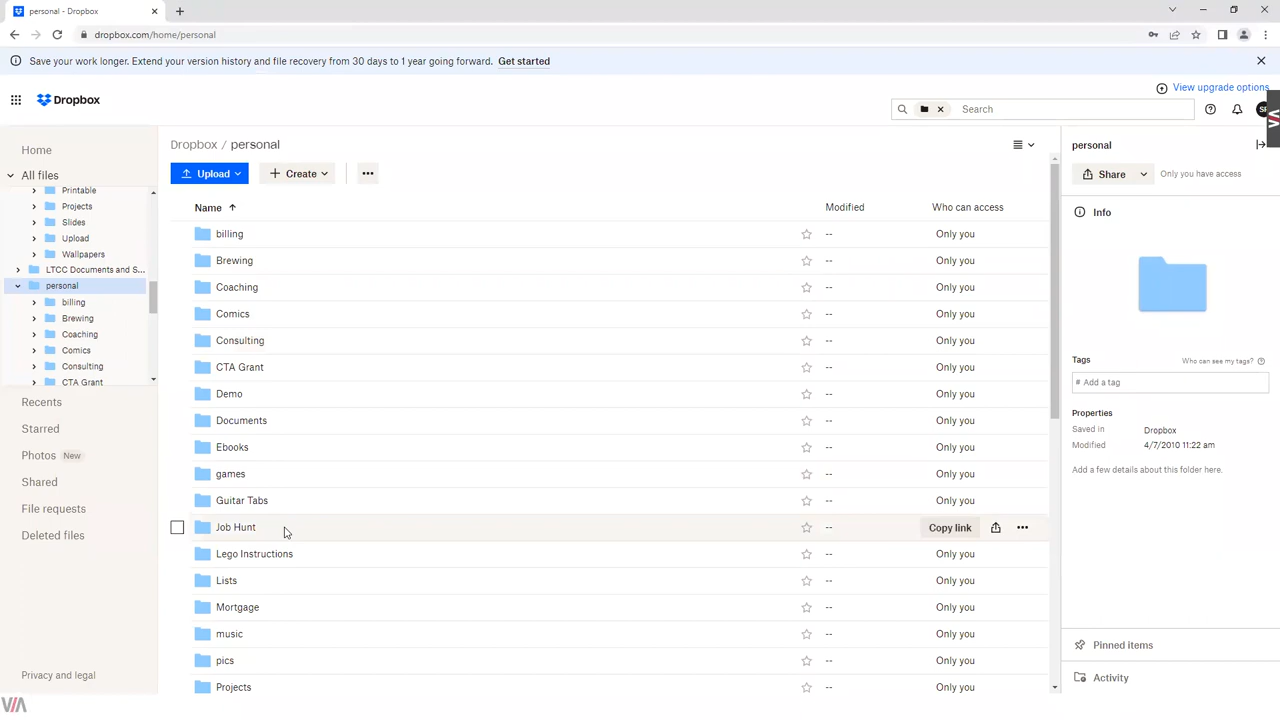 personal - Dropbox
dropbox.com/home/personal
Save your work longer. Extend your version history and file recovery from 30 days to 1 year going forward. Get started
View upgrade options
Dropbox
Search
Home
All files
Printable
Projects
Slides
Upload
Wallpapers
LTCC Documents and S...
personal
billing
Brewing
Coaching
Comics
Consulting
CTA Grant
Recents
Starred
Photos New
Shared
File requests
Deleted files
Privacy and legal
Dropbox / personal
Upload
Create
Name Modified Who can access
billing -- Only you
Brewing -- Only you
Coaching -- Only you
Comics -- Only you
Consulting -- Only you
CTA Grant -- Only you
Demo -- Only you
Documents -- Only you
Ebooks -- Only you
games -- Only you
Guitar Tabs -- Only you
Job Hunt -- Copy link
Lego Instructions -- Only you
Lists -- Only you
Mortgage -- Only you
music -- Only you
pics -- Only you
Projects -- Only you
personal
Share Only you have access
Info
Tags Who can see my tags?
# Add a tag
Properties
Saved in Dropbox
Modified 4/7/2010 11:22 am
Add a few details about this folder here.
Pinned items
Activity
VIA